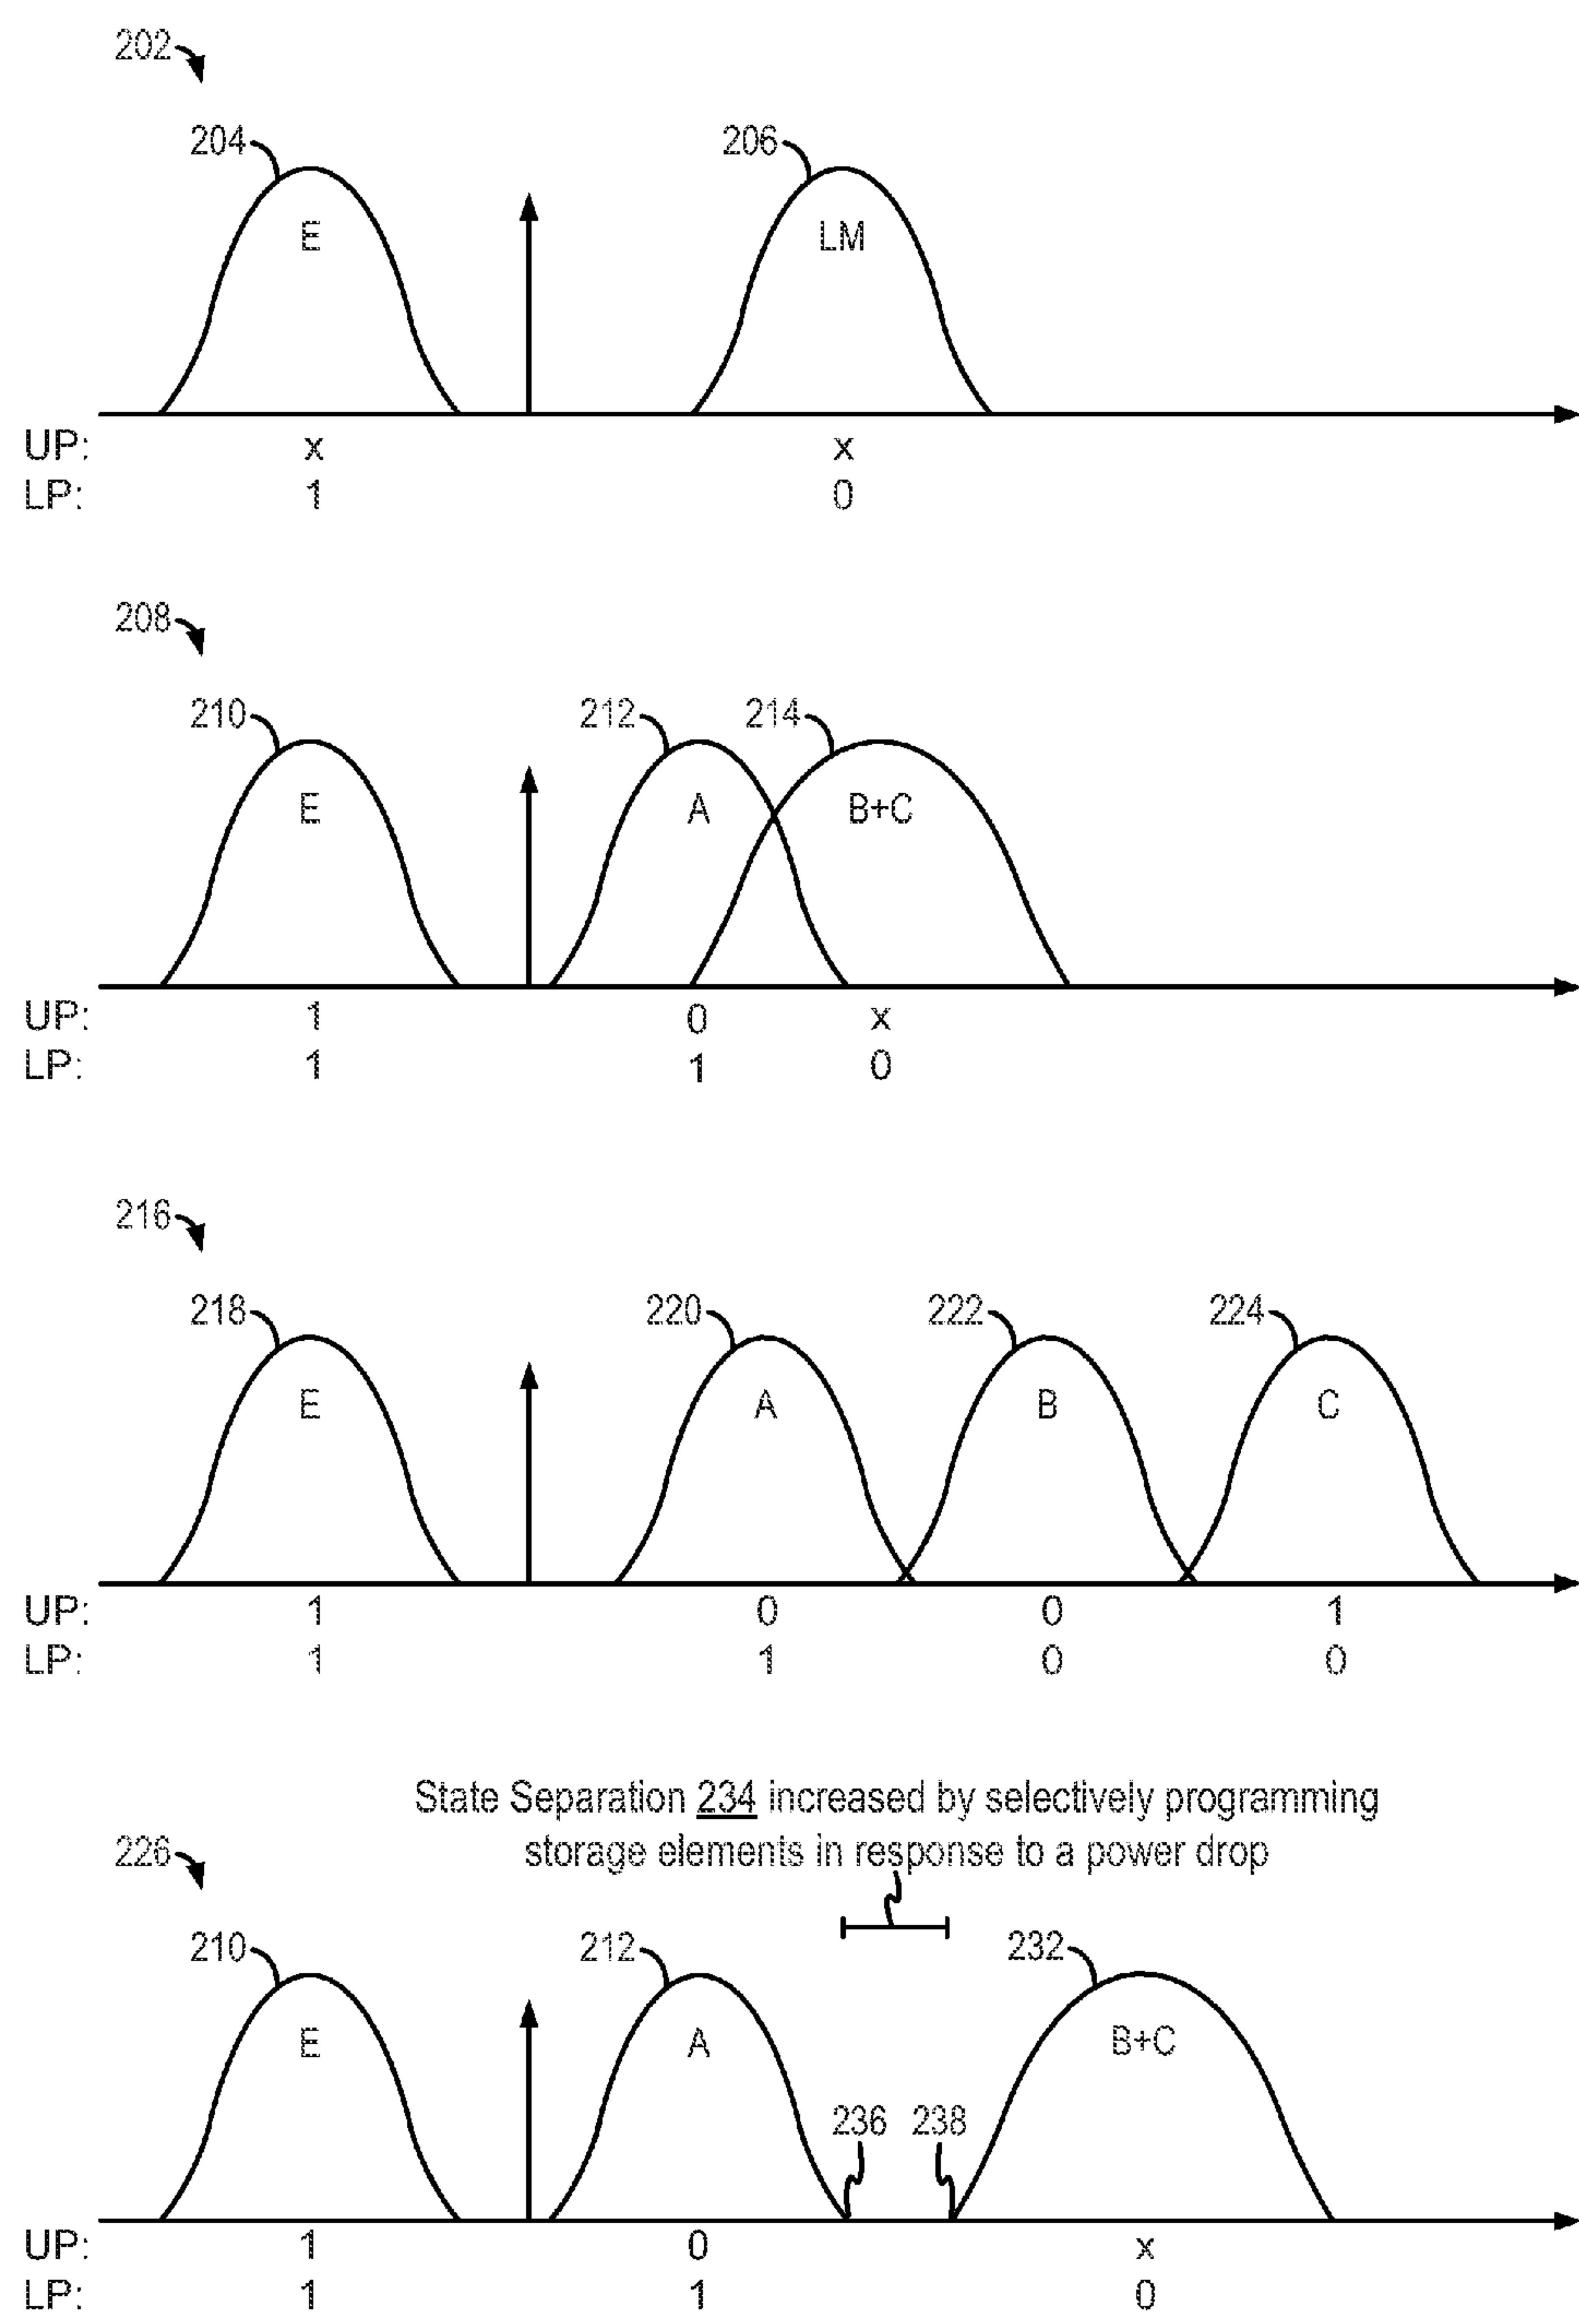 202
204 206
E LM
UP: x x
LP: 1 0
208
210 212 214
E A B+C
UP: 1 0 x
LP: 1 1 0
216
218 220 222 224
E A B C
UP: 1 0 0 1
LP: 1 1 0 0
State Separation 234 increased by selectively programming
storage elements in response to a power drop
226
210 212 232
E A B+C
236 238
UP: 1 0 x
LP: 1 1 0